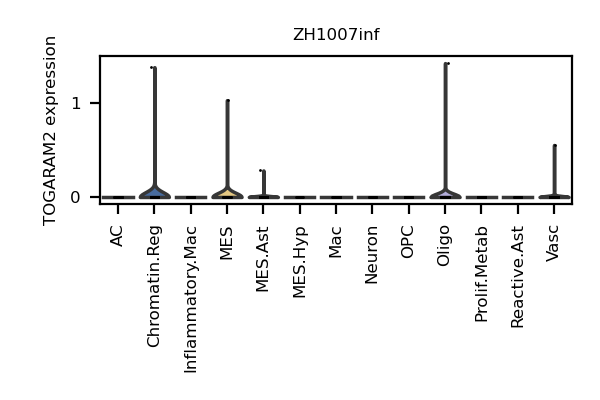 ZH1007inf
TOGARAM2 expression
1
0
AC
Chromatin.Reg
Inflammatory.Mac
MES
MES.Ast
MES.Hyp
Mac
Neuron
OPC
Oligo
Prolif.Metab
Reactive.Ast
Vasc